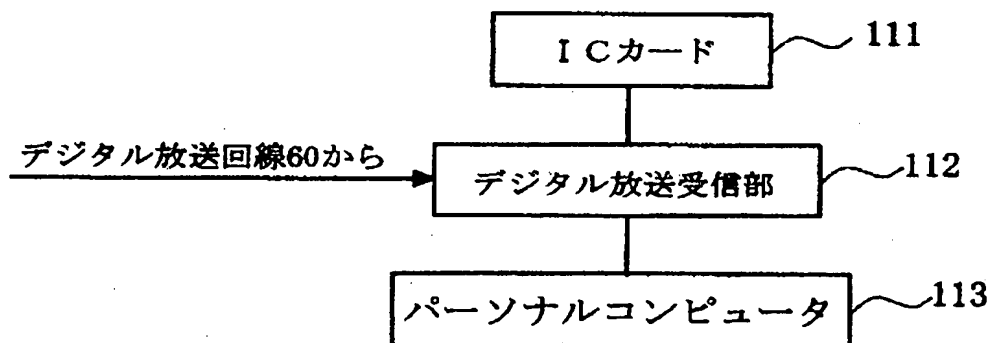 ICカード
111
デジタル放送回線60から
デジタル放送受信部
112
パーソナルコンピュータ
113